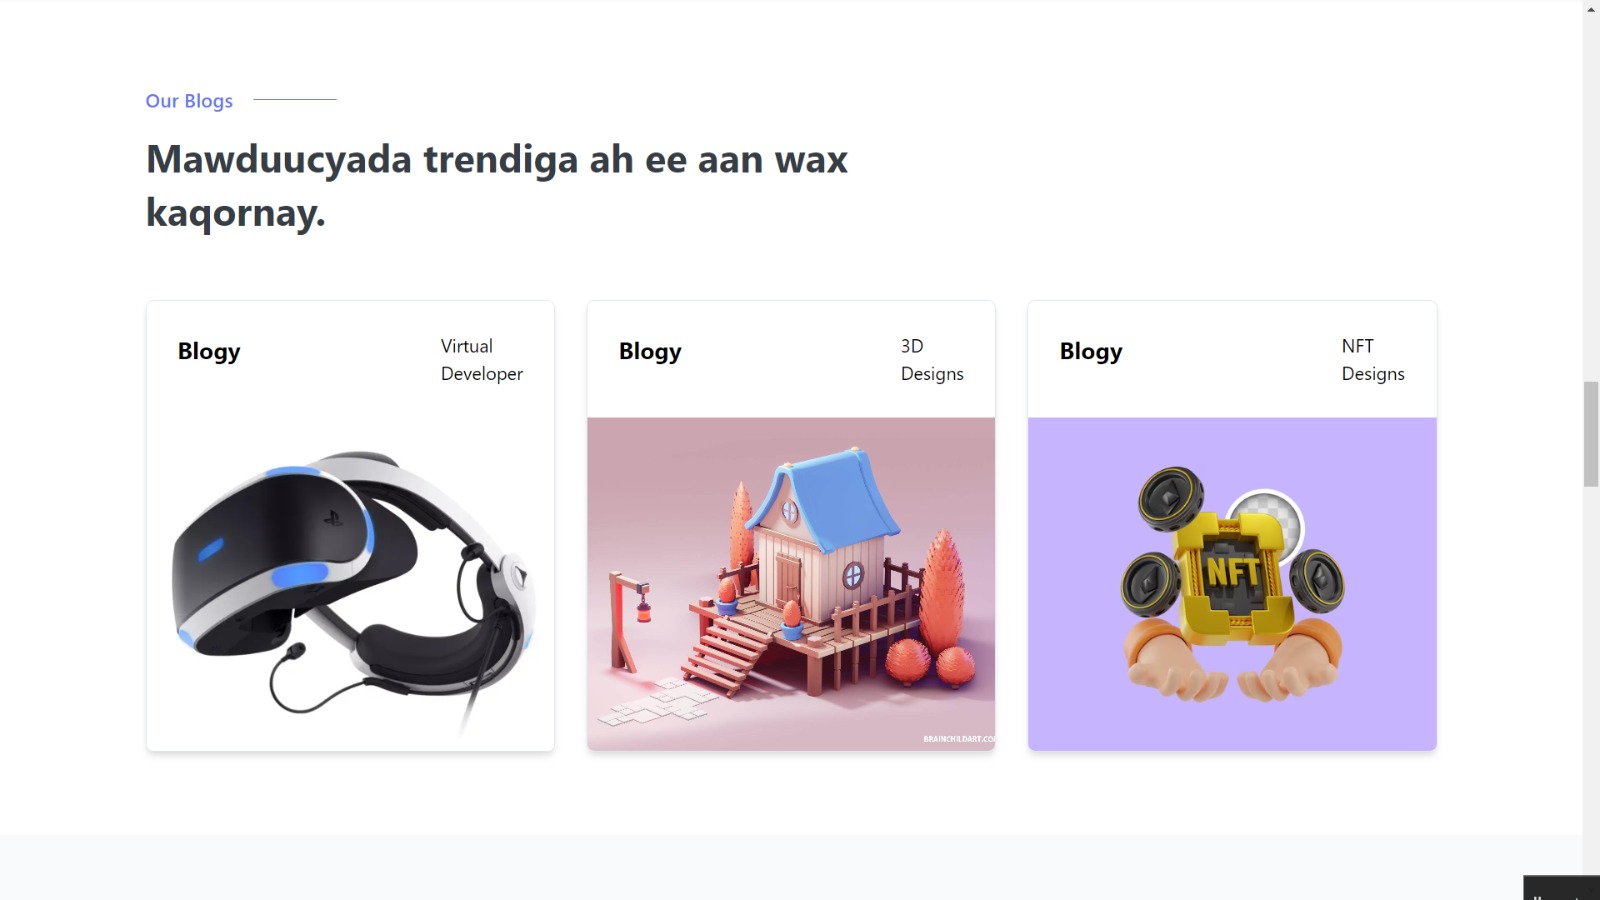 Our Blogs
Mawduucyada trendiga ah ee aan wax
kaqornay.
Blogy
Virtual
Developer
Blogy
3D
Designs
BRAINCHILDART.CO
Blogy
NFT
Designs
NFT